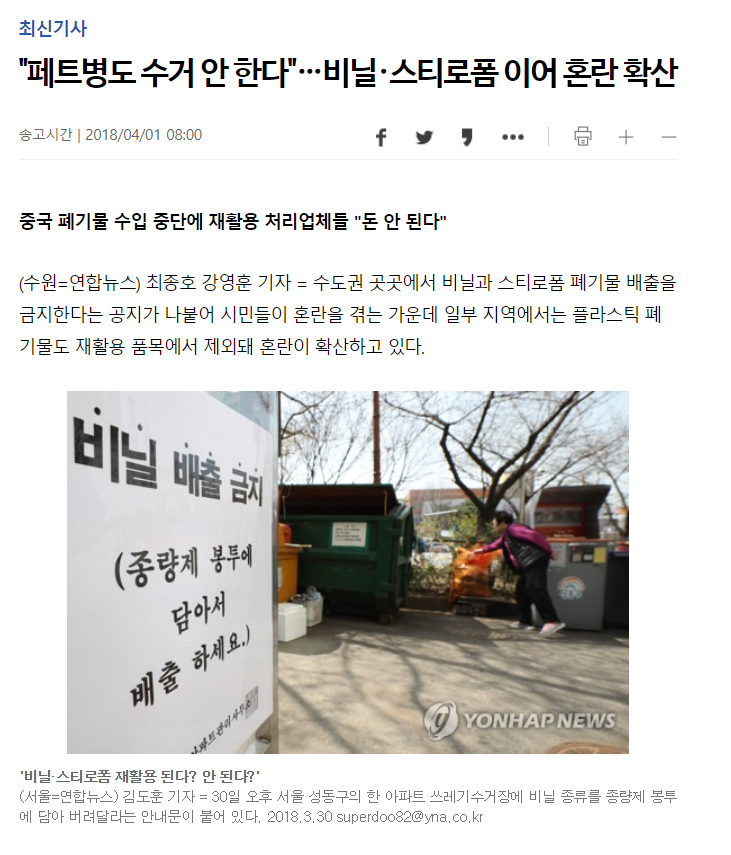 최신기사
"페트병도 수거 안 한다"…비닐·스티로폼 이어 혼란 확산
송고시간 | 2018/04/01 08:00
중국 폐기물 수입 중단에 재활용 처리업체들 "돈 안 된다"
(수원=연합뉴스) 최종호 강영훈 기자 = 수도권 곳곳에서 비닐과 스티로폼 폐기물 배출을
금지한다는 공지가 나붙어 시민들이 혼란을 겪는 가운데 일부 지역에서는 플라스틱 폐
기물도 재활용 품목에서 제외돼 혼란이 확산하고 있다.
비닐 배출 금지
(종량제 봉투에
담아서
배출 하세요.)
아파트관리사무소
YONHAP NEWS
'비닐·스티로폼 재활용 된다? 안 된다?'
(서울=연합뉴스) 김도훈 기자 = 30일 오후 서울 성동구의 한 아파트 쓰레기수거장에 비닐 종류를 종량제 봉투
에 담아 버려달라는 안내문이 붙어 있다. 2018.3.30 superdoo82@yna.co.kr